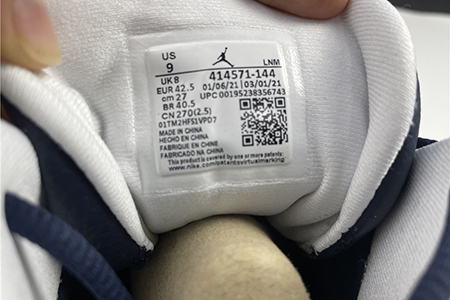 US
9
LNM
UK 8
EUR 42.5
cm 27
BR 40.5
CN 270(2.5)
414571-144
01/06/21 03/01/21
UPC 00195238356743
01TM2HFS1VPD7
MADE IN CHINA
HECHO EN CHINA
FABRIQUE EN CHINE
FABRICADO NA CHINA
This product is covered by one or more patents.
www.nike.com/patentsvirtualmarking